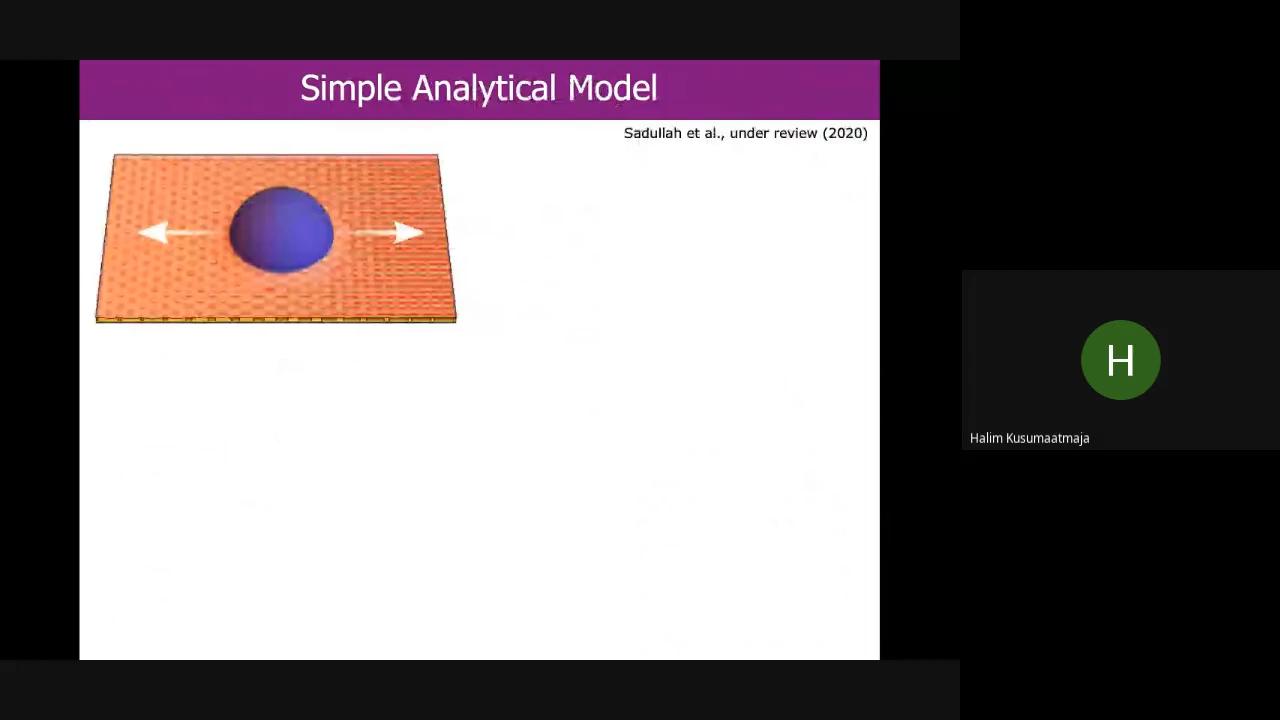 Simple Analytical Model
Sadullah et al., under review (2020)
H
Halim Kusumaatmaja